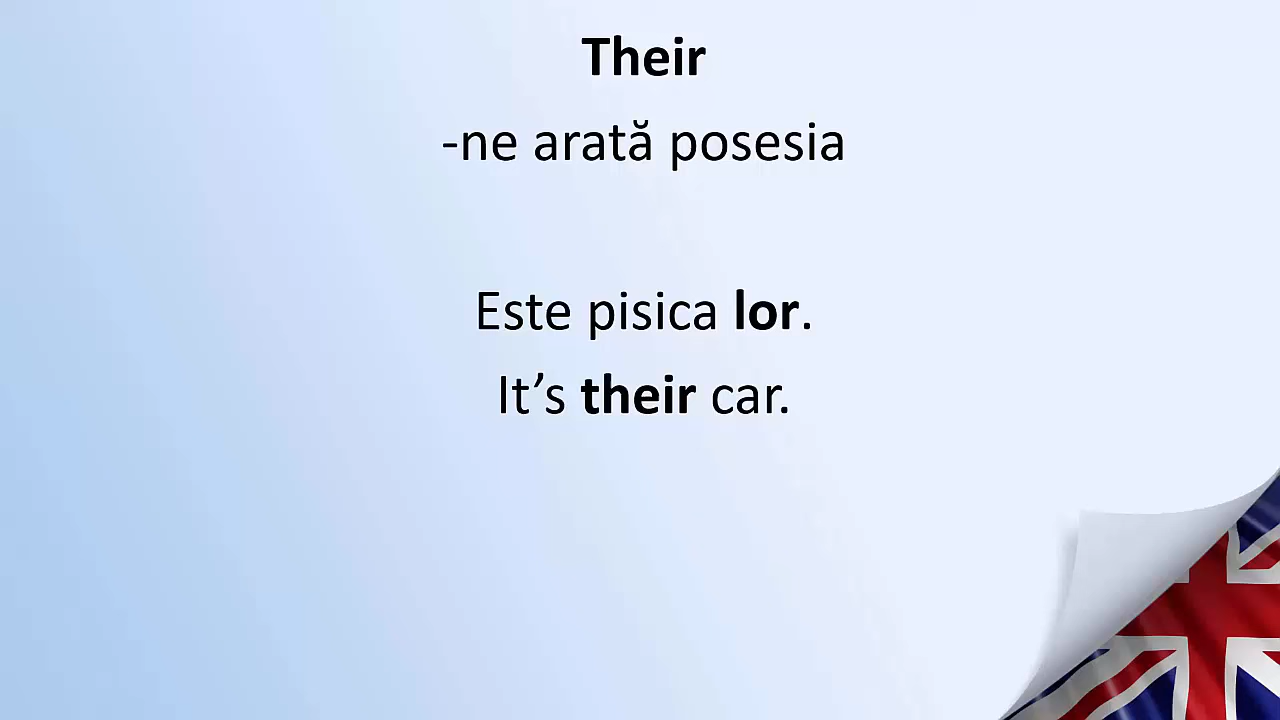 Their
-ne arată posesia
Este pisica lor.
It’s their car.